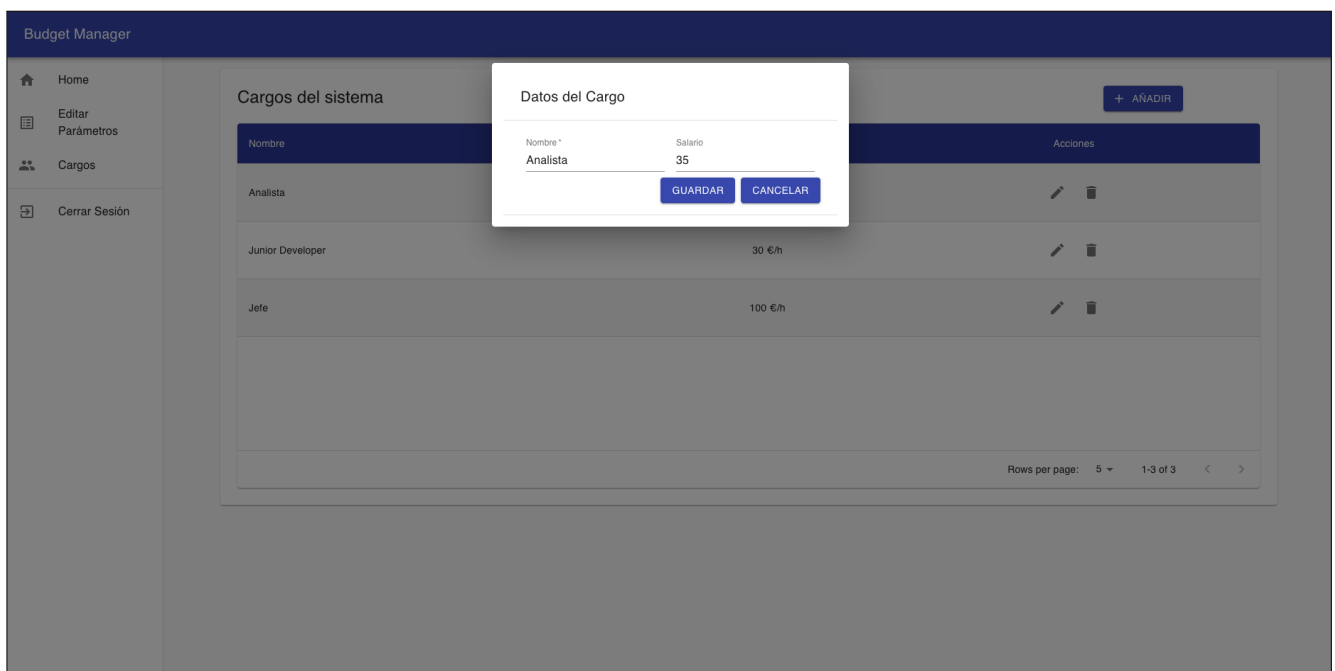 Budget Manager
Home
Editar
Parámetros
Cargos
Cerrar Sesión
Cargos del sistema
+ AÑADIR
Datos del Cargo
Nombre *
Salario
Analista
35
GUARDAR
CANCELAR
Nombre
Acciones
Analista
Junior Developer
30 €/h
Jefe
100 €/h
Rows per page: 5
1-3 of 3